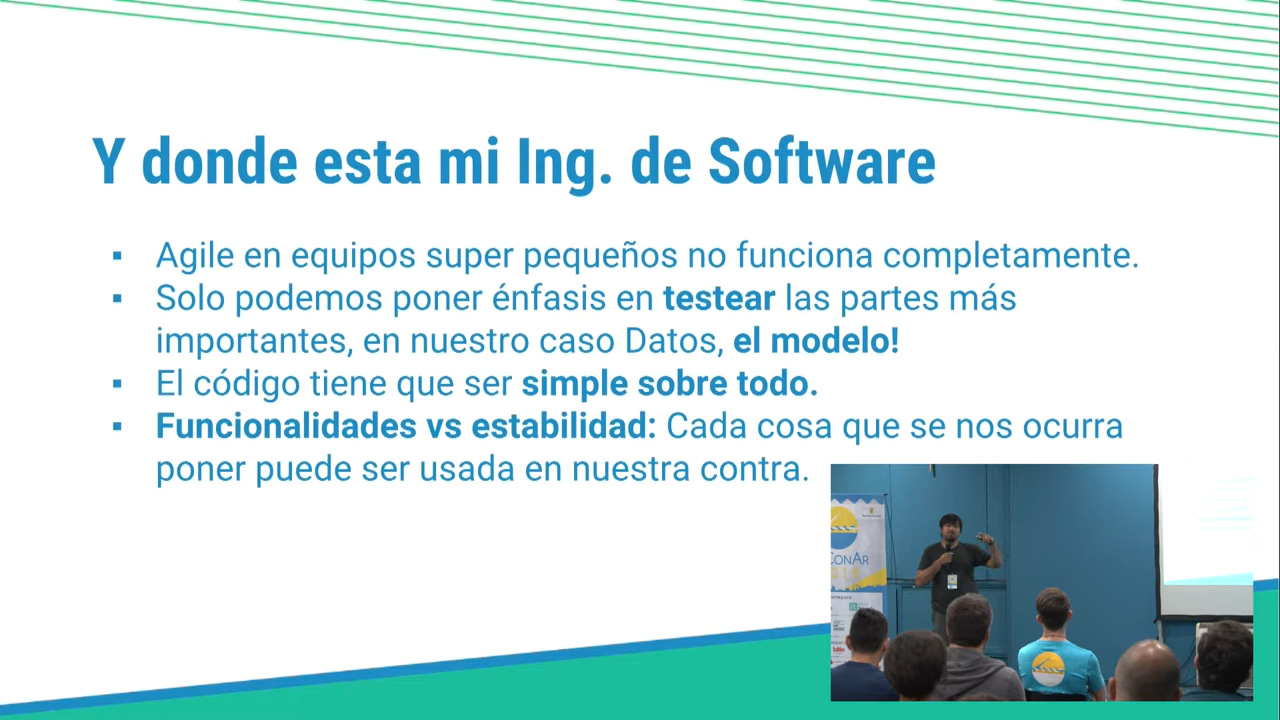 Y donde esta mi Ing. de Software
▪ Agile en equipos super pequeños no funciona completamente.
▪ Solo podemos poner énfasis en testear las partes más
importantes, en nuestro caso Datos, el modelo!
▪ El código tiene que ser simple sobre todo.
▪ Funcionalidades vs estabilidad: Cada cosa que se nos ocurra
poner puede ser usada en nuestra contra.
ConAr